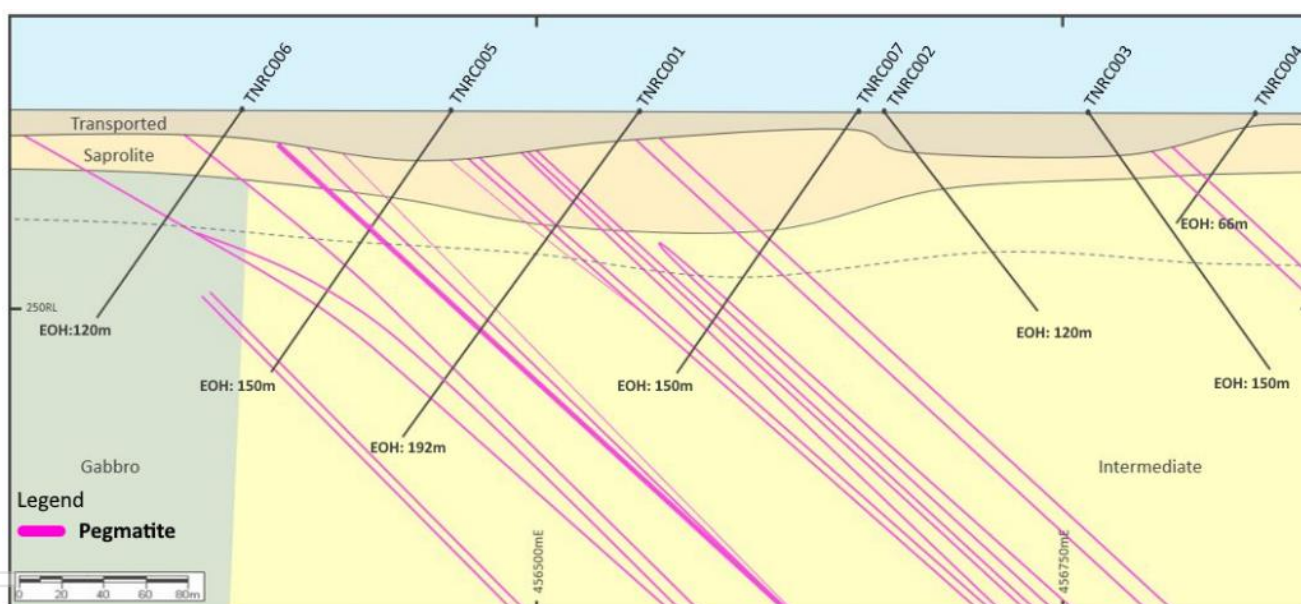 TNRC006
TNRC005
TNRC001
TNRC007
TNRC002
TNRC003
TNRC004
Transported
Saprolite
EOH: 66m
250RL
EOH:120m
EOH: 120m
EOH: 150m
EOH: 150m
EOH: 150m
EOH: 192m
Gabbro
Intermediate
Legend
Pegmatite
456500mE
456750mE
0 20 40 60 80m